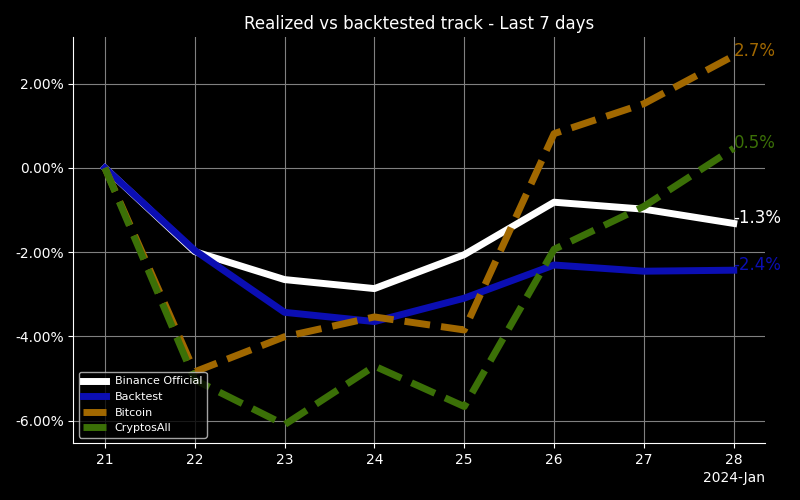 Realized vs backtested track - Last 7 days
2.7%
2.00%
0.5%
0.00%
-1.3%
-2.00%
-2.4%
-4.00%
-6.00%
Binance Official
Backtest
Bitcoin
CryptosAll
21 22 23 24 25 26 27 28
2024-Jan